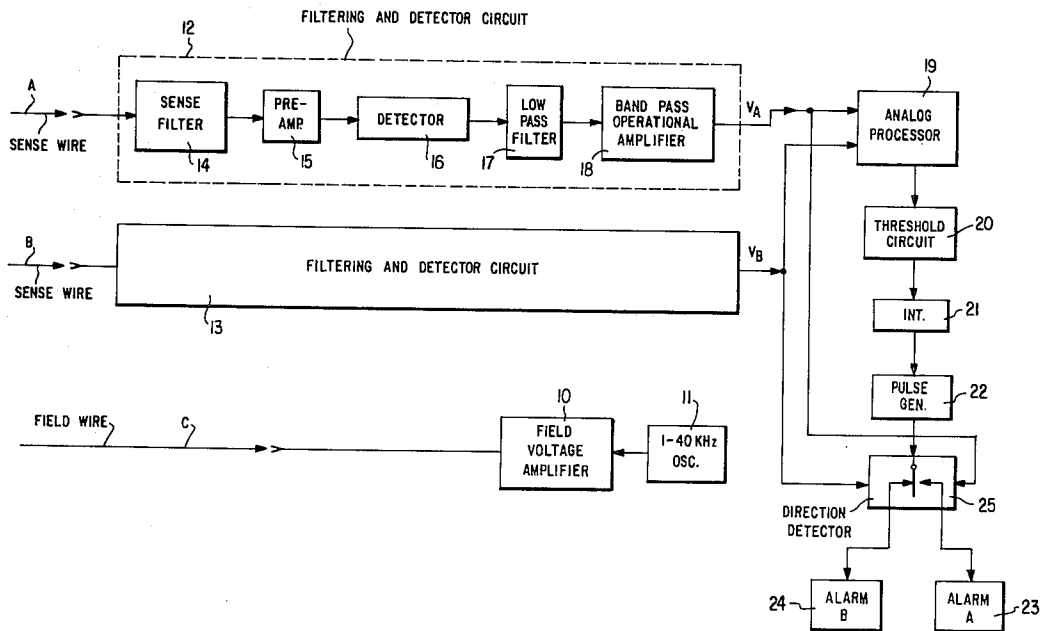 FILTERING AND DETECTOR CIRCUIT
12
A
SENSE WIRE
SENSE
FILTER
14
PRE-
AMP.
15
DETECTOR
16
LOW
PASS
FILTER
17
BAND PASS
OPERATIONAL
AMPLIFIER
18
VA
19
ANALOG
PROCESSOR
THRESHOLD
CIRCUIT
20
B
SENSE WIRE
FILTERING AND DETECTOR CIRCUIT
13
VB
INT.
21
PULSE
GEN.
22
FIELD WIRE
C
10
FIELD
VOLTAGE
AMPLIFIER
11
1-40 KHz
OSC.
DIRECTION
DETECTOR
25
24
ALARM
B
ALARM
A
23